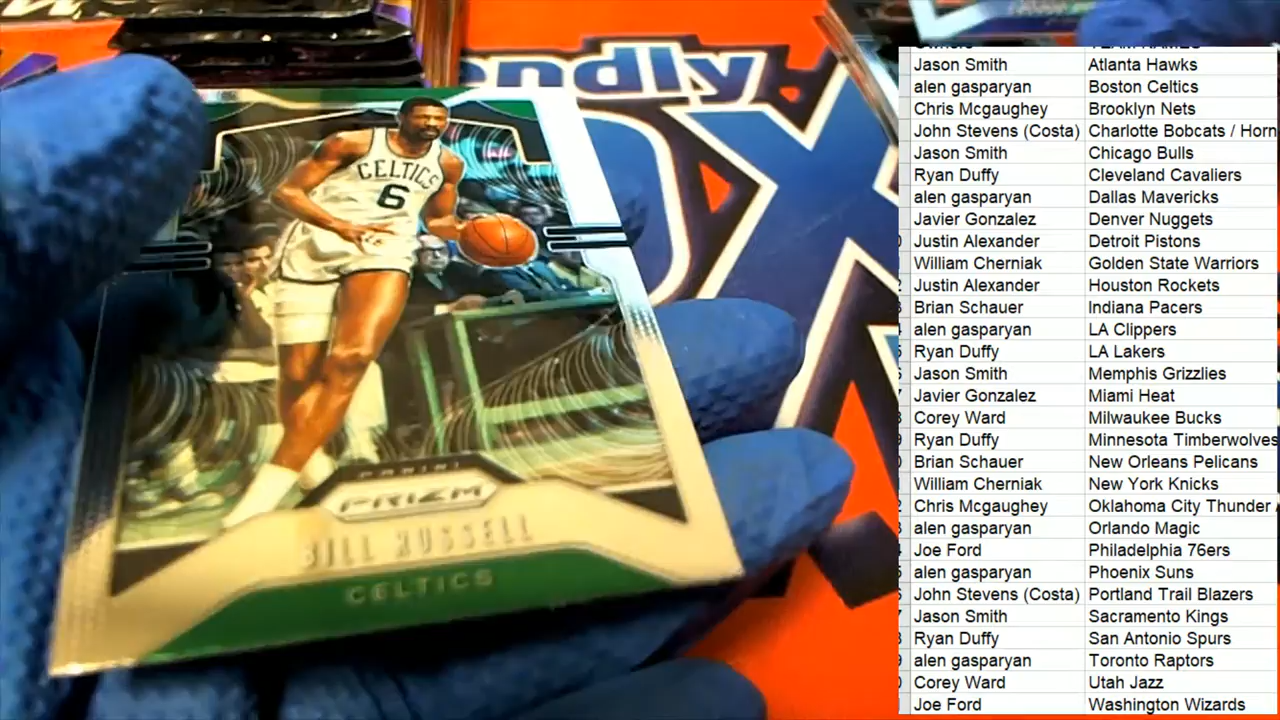 endly
CELTICS
6
PANINI
PRIZM
BILL RUSSELL
CELTICS
Jason Smith Atlanta Hawks
alen gasparyan Boston Celtics
Chris Mcgaughey Brooklyn Nets
John Stevens (Costa) Charlotte Bobcats / Horn
Jason Smith Chicago Bulls
Ryan Duffy Cleveland Cavaliers
alen gasparyan Dallas Mavericks
Javier Gonzalez Denver Nuggets
Justin Alexander Detroit Pistons
William Cherniak Golden State Warriors
Justin Alexander Houston Rockets
Brian Schauer Indiana Pacers
alen gasparyan LA Clippers
Ryan Duffy LA Lakers
Jason Smith Memphis Grizzlies
Javier Gonzalez Miami Heat
Corey Ward Milwaukee Bucks
Ryan Duffy Minnesota Timberwolves
Brian Schauer New Orleans Pelicans
William Cherniak New York Knicks
Chris Mcgaughey Oklahoma City Thunder
alen gasparyan Orlando Magic
Joe Ford Philadelphia 76ers
alen gasparyan Phoenix Suns
John Stevens (Costa) Portland Trail Blazers
Jason Smith Sacramento Kings
Ryan Duffy San Antonio Spurs
alen gasparyan Toronto Raptors
Corey Ward Utah Jazz
Joe Ford Washington Wizards